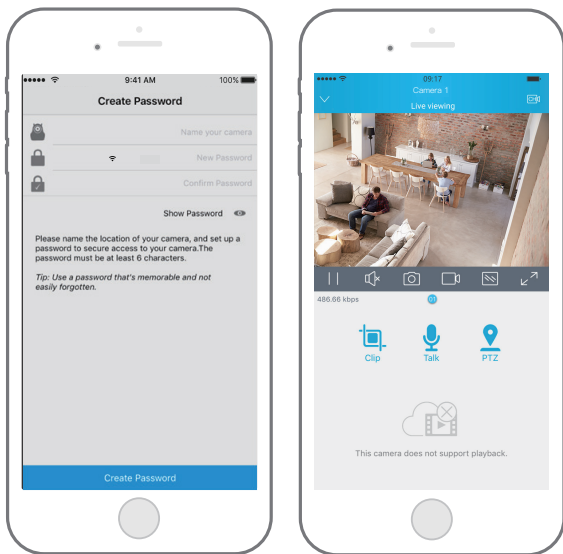 9:41 AM
100%
Create Password
Name your camera
New Password
Confirm Password
Show Password
Please name the location of your camera, and set up a
password to secure access to your camera.The
password must be at least 6 characters.
Tip: Use a password that's memorable and not
easily forgotten.
Create Password
09:17
Camera 1
Live viewing
486.66 kbps
01
Clip
Talk
PTZ
This camera does not support playback.